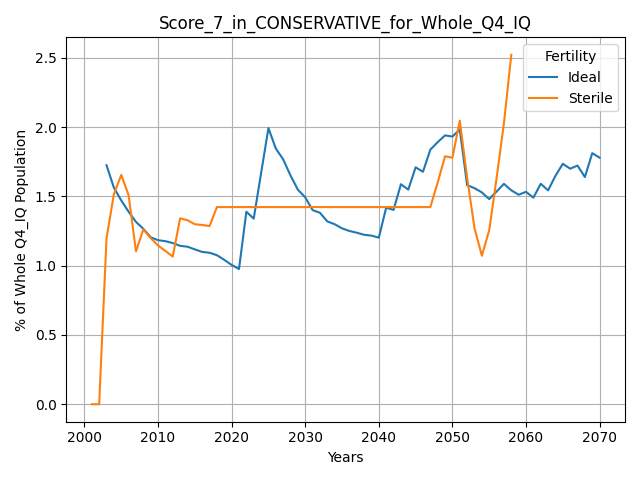 Score_7_in_CONSERVATIVE_for_Whole_Q4_IQ
% of Whole Q4_IQ Population
2.5
2.0
1.5
1.0
0.5
0.0
Fertility
Ideal
Sterile
2000 2010 2020 2030 2040 2050 2060 2070
Years